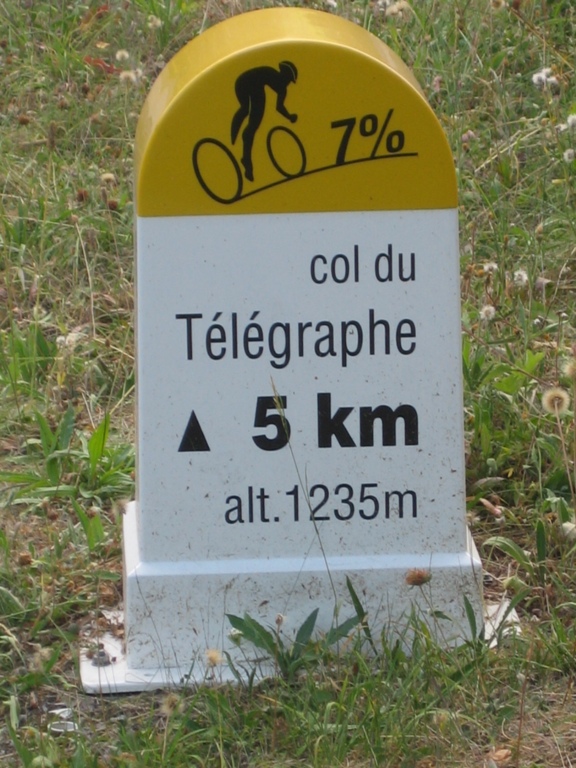 7%
col du
Télégraphe
▲ 5 km
alt.1235m